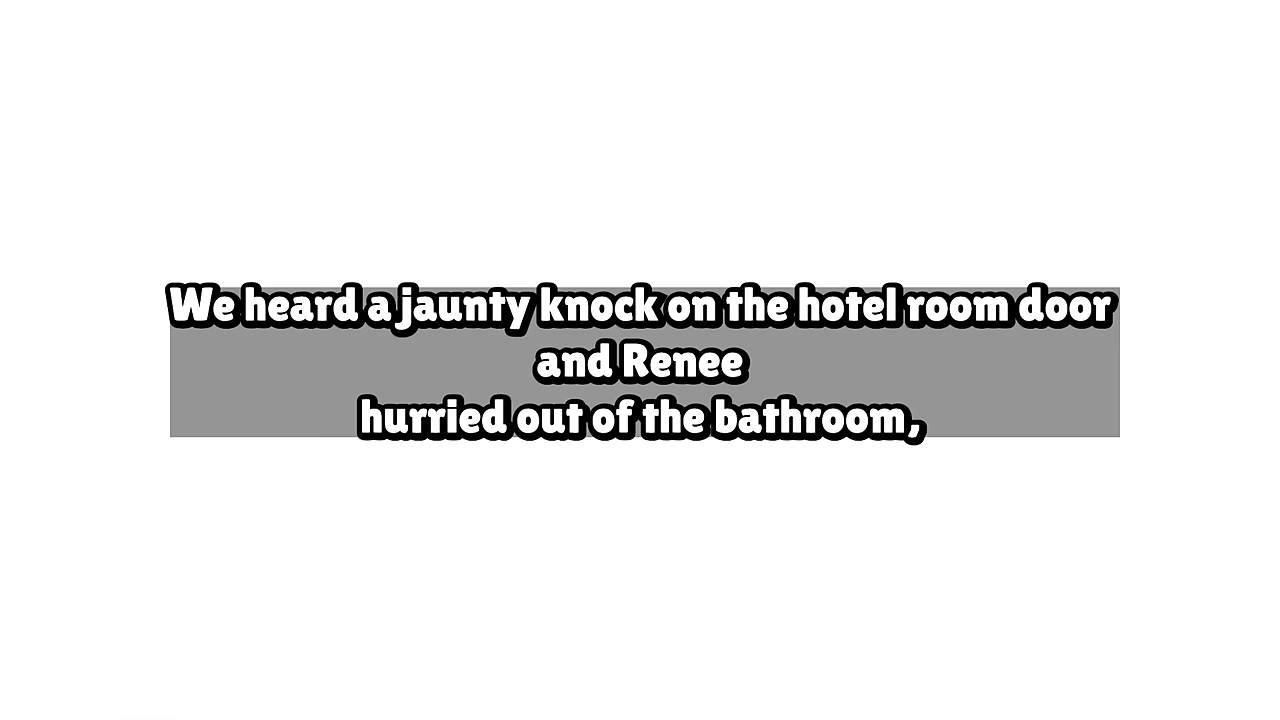 We heard a jaunty knock on the hotel room door
and Renee
hurried out of the bathroom,